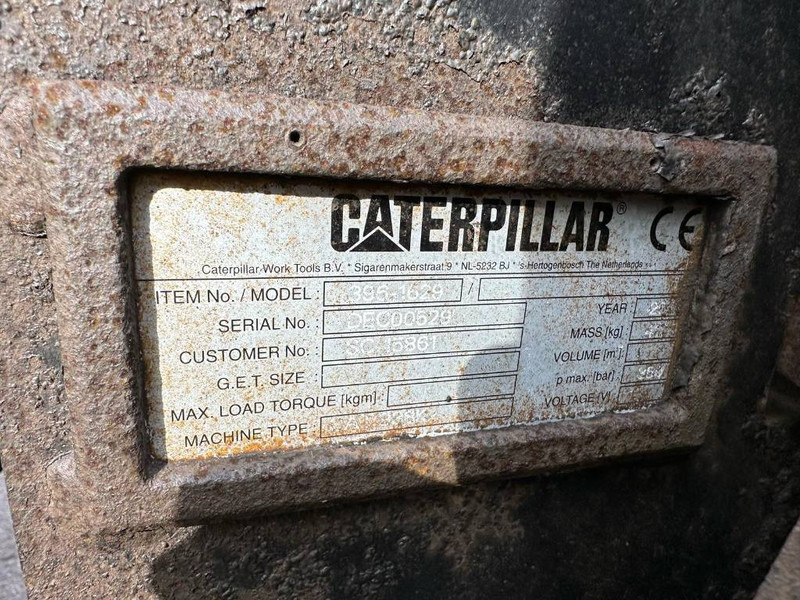 CATERPILLAR® CE
Caterpillar Work Tools B.V. * Sigarenmakerstraat 9 * NL-5232 BJ * 's-Hertogenbosch The Netherlands
ITEM No. / MODEL : 396-1629 /
SERIAL No. : DEC00529
CUSTOMER No: SC 15861
G.E.T. SIZE :
MAX. LOAD TORQUE [kgm] :
MACHINE TYPE :
YEAR :
MASS [kg] :
VOLUME [m³] :
p max. [bar] :
VOLTAGE [V] :